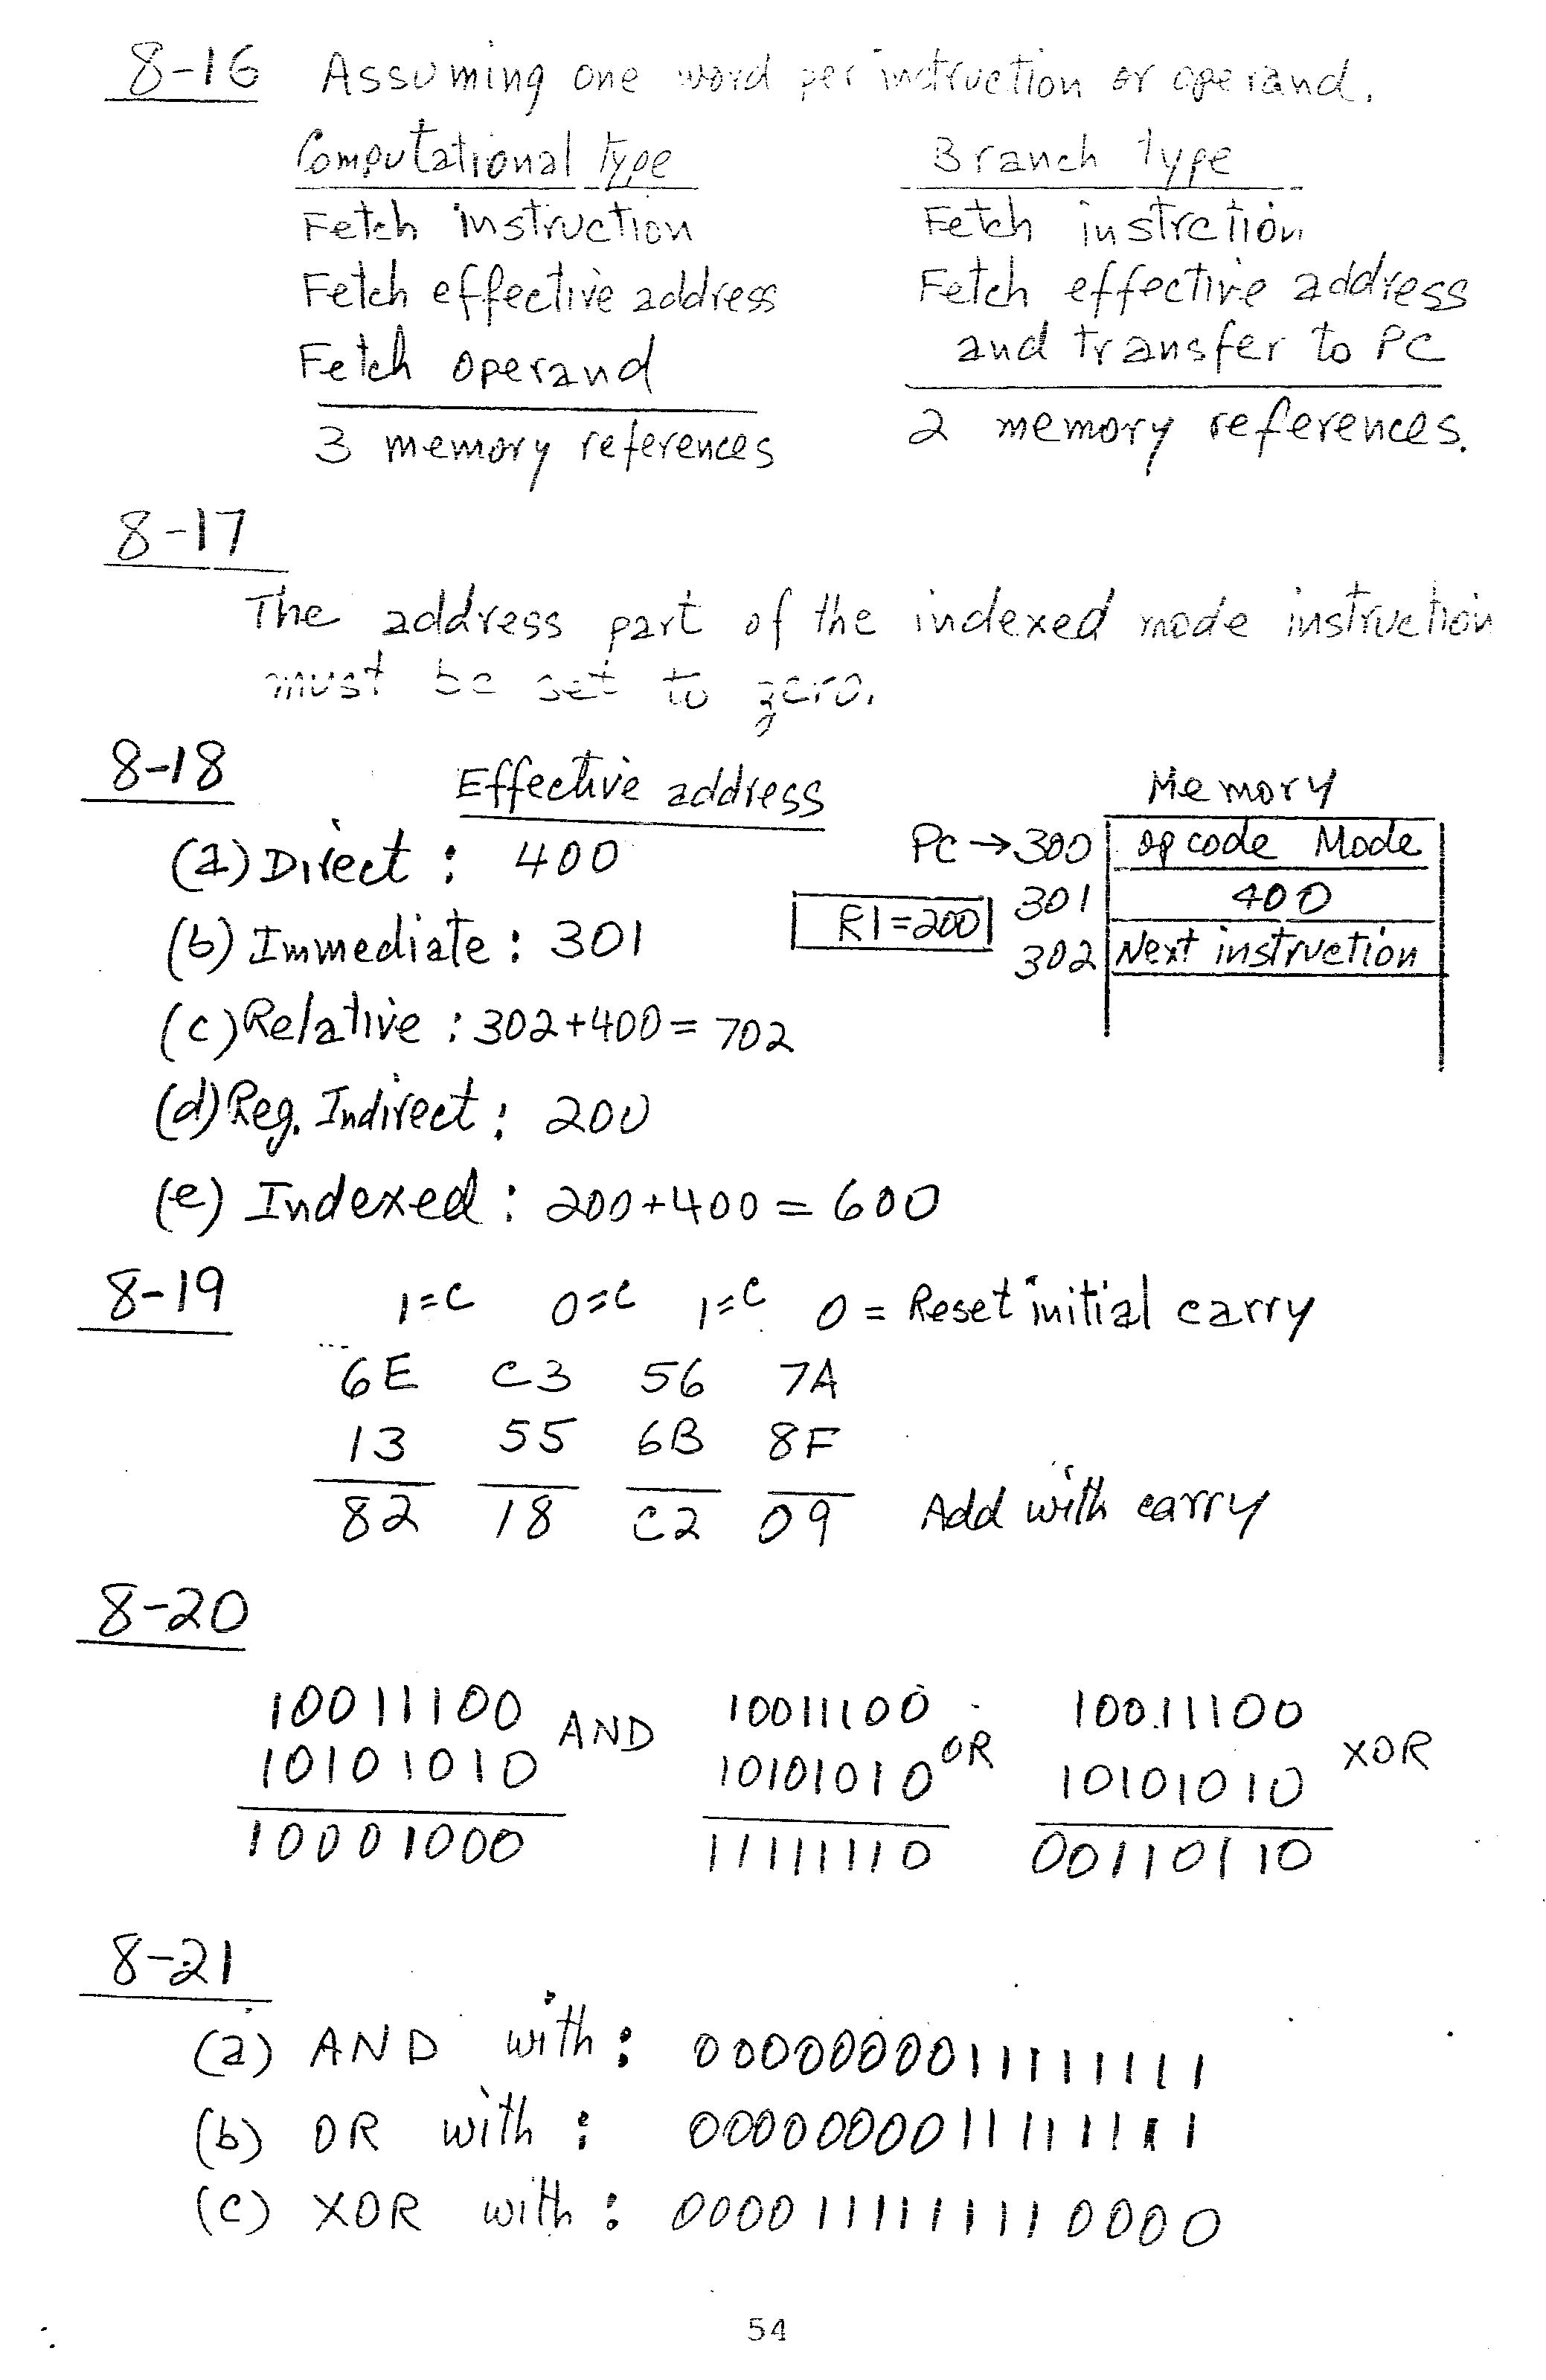 8-16 Assuming one word per instruction or operand.
Computational type Branch type
Fetch instruction Fetch instrction
Fetch effective address Fetch effective address
Fetch operand and transfer to PC
3 memory references 2 memory references.
8-17
The address part of the indexed mode instruction
must be set to zero.
8-18 Effective address Memory
(a) Direct : 400 PC → 300 opcode Mode
R1=200 301 400
(b) Immediate : 301 302 Next instruction
(c) Relative : 302+400 = 702
(d) Reg. Indirect : 200
(e) Indexed : 200+400 = 600
8-19 1=C 0=C 1=C 0 = Reset initial carry
6E C3 56 7A
13 55 6B 8F
82 18 C2 09 Add with carry
8-20
10011100 AND 10011100 OR 10011100 XOR
10101010 10101010 10101010
10001000 11111110 00110110
8-21
(a) AND with : 0000000011111111
(b) OR with : 0000000011111111
(c) XOR with : 0000111111110000
54